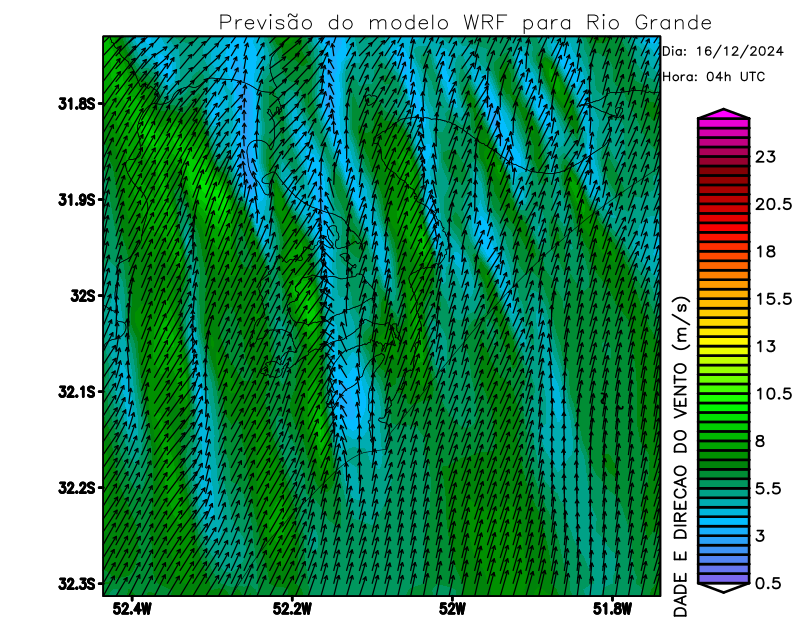 Previsão do modelo WRF para Rio Grande
Dia: 16/12/2024
Hora: 04h UTC
31.8S
31.9S
32S
32.1S
32.2S
32.3S
52.4W
52.2W
52W
51.8W
DADE E DIRECAO DO VENTO (m/s)
23
20.5
18
15.5
13
10.5
8
5.5
3
0.5